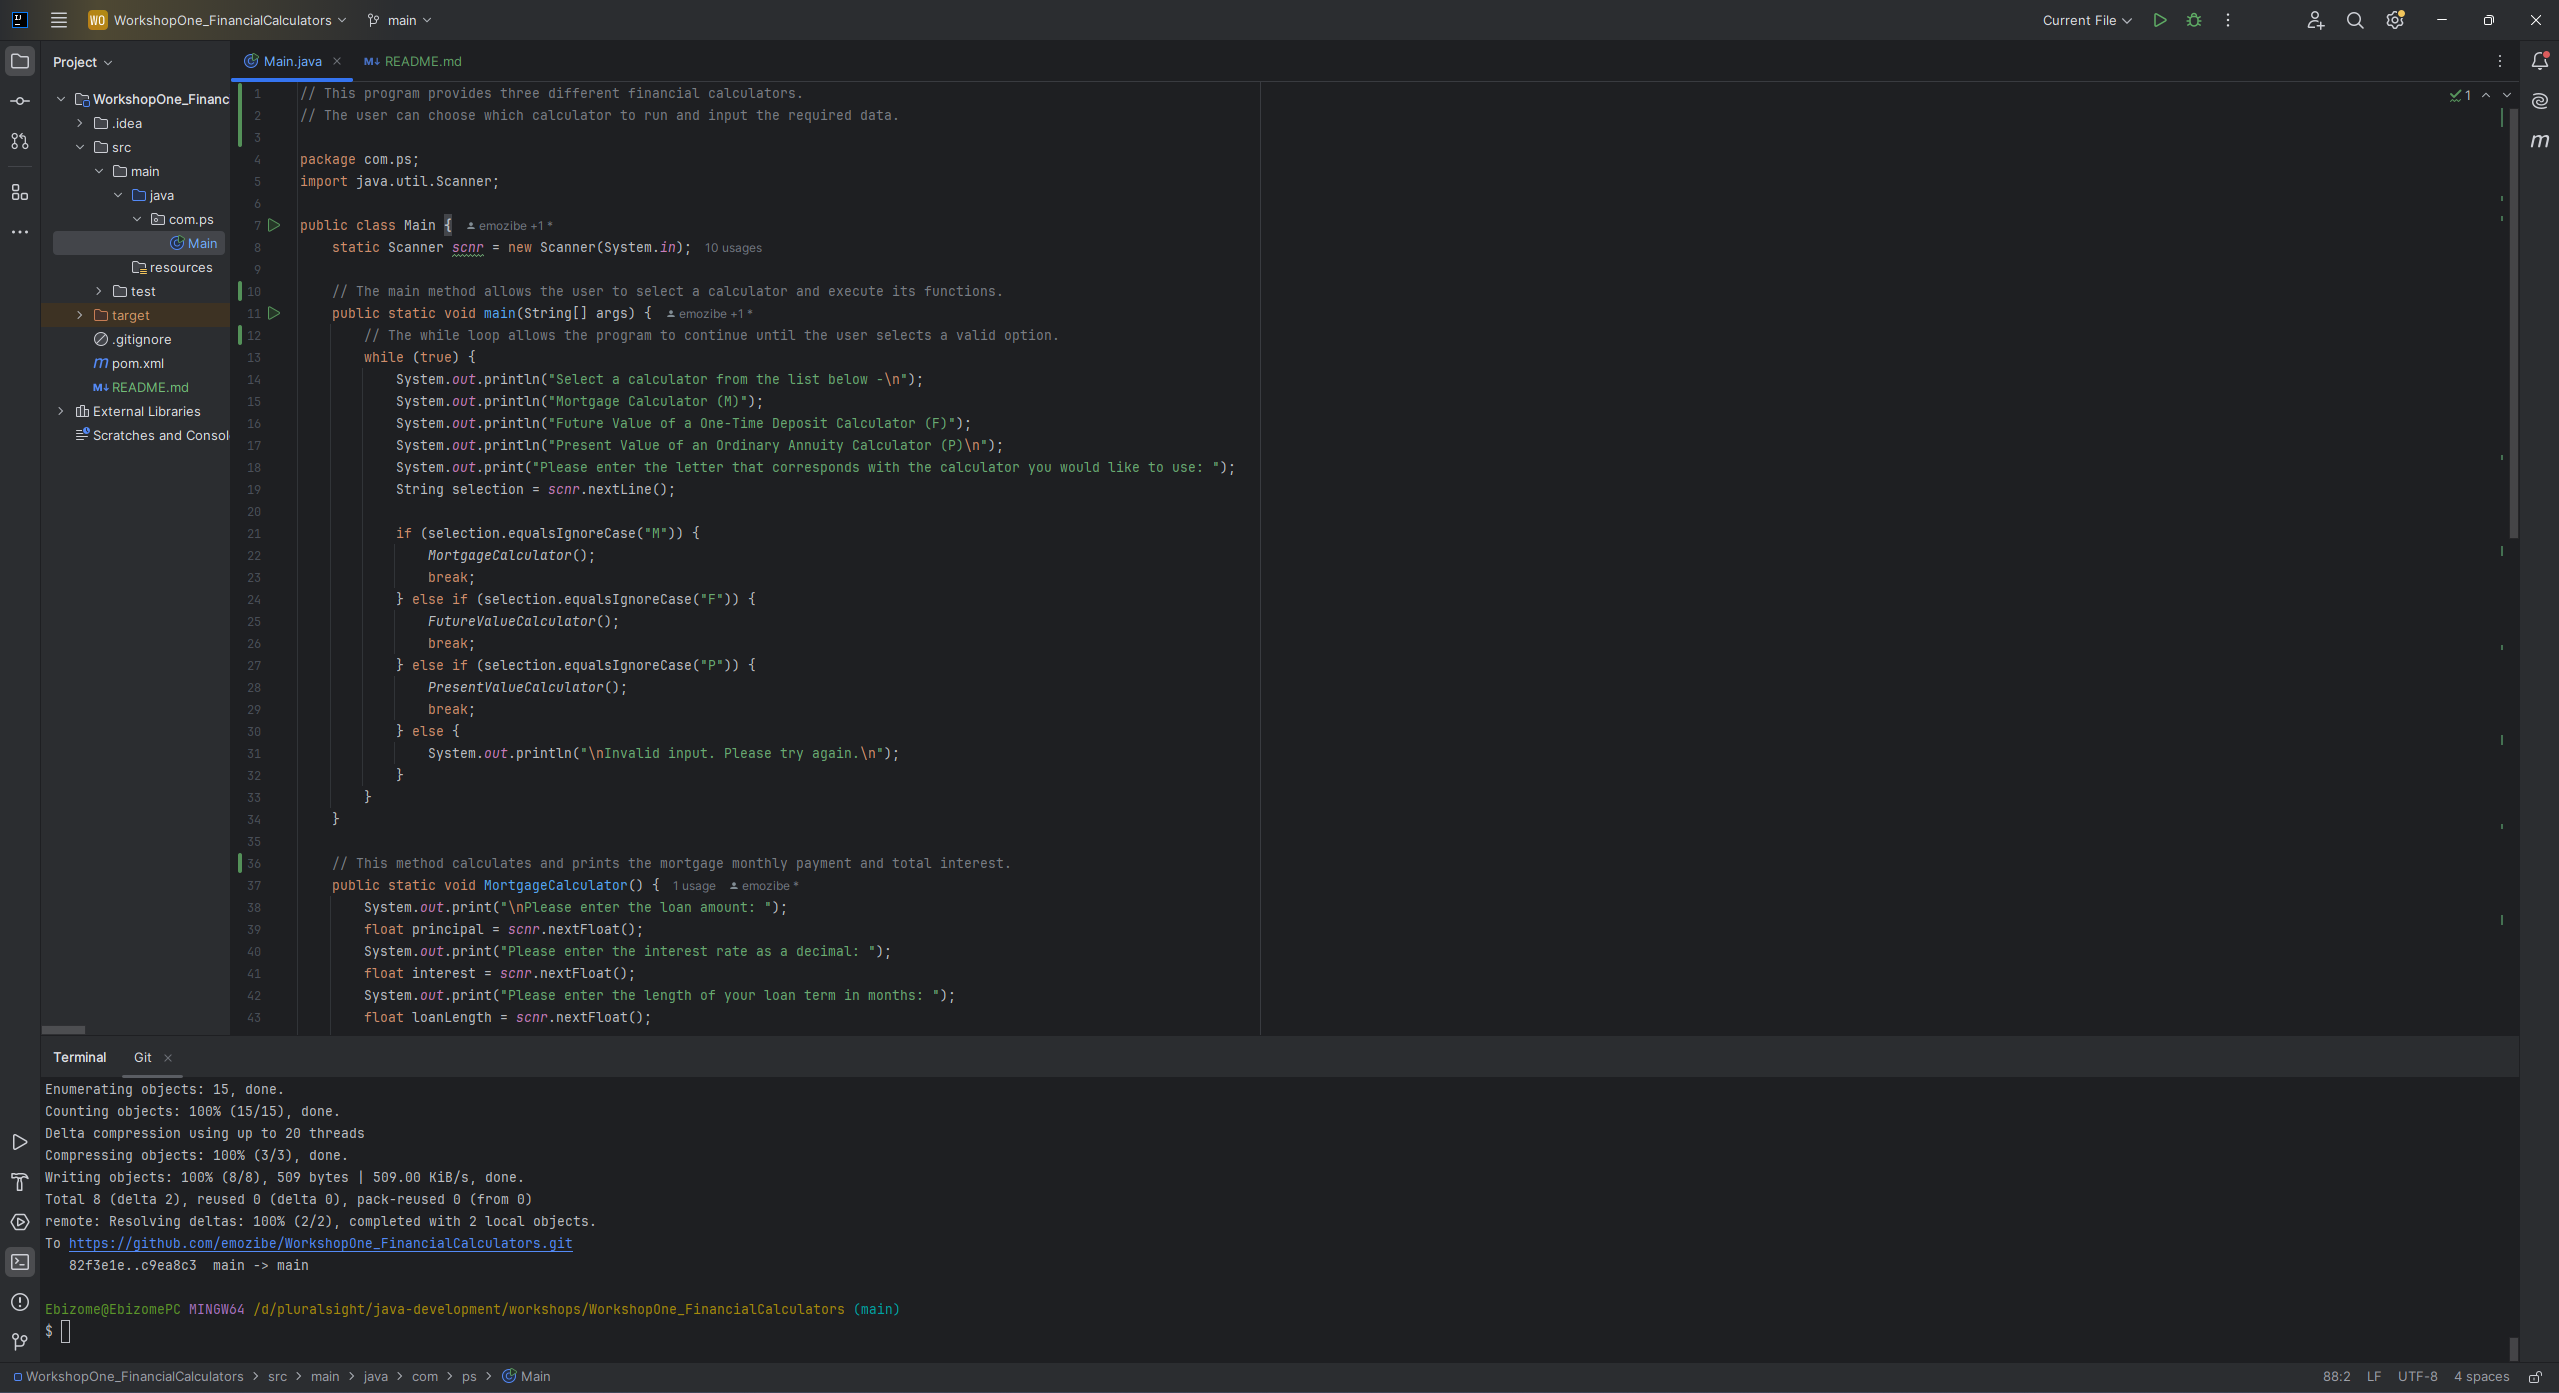 WO WorkshopOne_FinancialCalculators main Current File
Project
Main.java README.md
WorkshopOne_Financ
.idea
src
main
java
com.ps
Main
resources
test
target
.gitignore
pom.xml
README.md
External Libraries
Scratches and Consol
1 // This program provides three different financial calculators.
2 // The user can choose which calculator to run and input the required data.
3
4 package com.ps;
5 import java.util.Scanner;
6
7 public class Main { emozibe +1 *
8 static Scanner scnr = new Scanner(System.in); 10 usages
9
10 // The main method allows the user to select a calculator and execute its functions.
11 public static void main(String[] args) { emozibe +1 *
12 // The while loop allows the program to continue until the user selects a valid option.
13 while (true) {
14 System.out.println("Select a calculator from the list below -\n");
15 System.out.println("Mortgage Calculator (M)");
16 System.out.println("Future Value of a One-Time Deposit Calculator (F)");
17 System.out.println("Present Value of an Ordinary Annuity Calculator (P)\n");
18 System.out.print("Please enter the letter that corresponds with the calculator you would like to use: ");
19 String selection = scnr.nextLine();
20
21 if (selection.equalsIgnoreCase("M")) {
22 MortgageCalculator();
23 break;
24 } else if (selection.equalsIgnoreCase("F")) {
25 FutureValueCalculator();
26 break;
27 } else if (selection.equalsIgnoreCase("P")) {
28 PresentValueCalculator();
29 break;
30 } else {
31 System.out.println("\nInvalid input. Please try again.\n");
32 }
33 }
34 }
35
36 // This method calculates and prints the mortgage monthly payment and total interest.
37 public static void MortgageCalculator() { 1 usage emozibe *
38 System.out.print("\nPlease enter the loan amount: ");
39 float principal = scnr.nextFloat();
40 System.out.print("Please enter the interest rate as a decimal: ");
41 float interest = scnr.nextFloat();
42 System.out.print("Please enter the length of your loan term in months: ");
43 float loanLength = scnr.nextFloat();
1
Terminal Git
Enumerating objects: 15, done.
Counting objects: 100% (15/15), done.
Delta compression using up to 20 threads
Compressing objects: 100% (3/3), done.
Writing objects: 100% (8/8), 509 bytes | 509.00 KiB/s, done.
Total 8 (delta 2), reused 0 (delta 0), pack-reused 0 (from 0)
remote: Resolving deltas: 100% (2/2), completed with 2 local objects.
To https://github.com/emozibe/WorkshopOne_FinancialCalculators.git
82f3e1e..c9ea8c3 main -> main
Ebizome@EbizomePC MINGW64 /d/pluralsight/java-development/workshops/WorkshopOne_FinancialCalculators (main)
$
WorkshopOne_FinancialCalculators > src > main > java > com > ps > Main 88:2 LF UTF-8 4 spaces